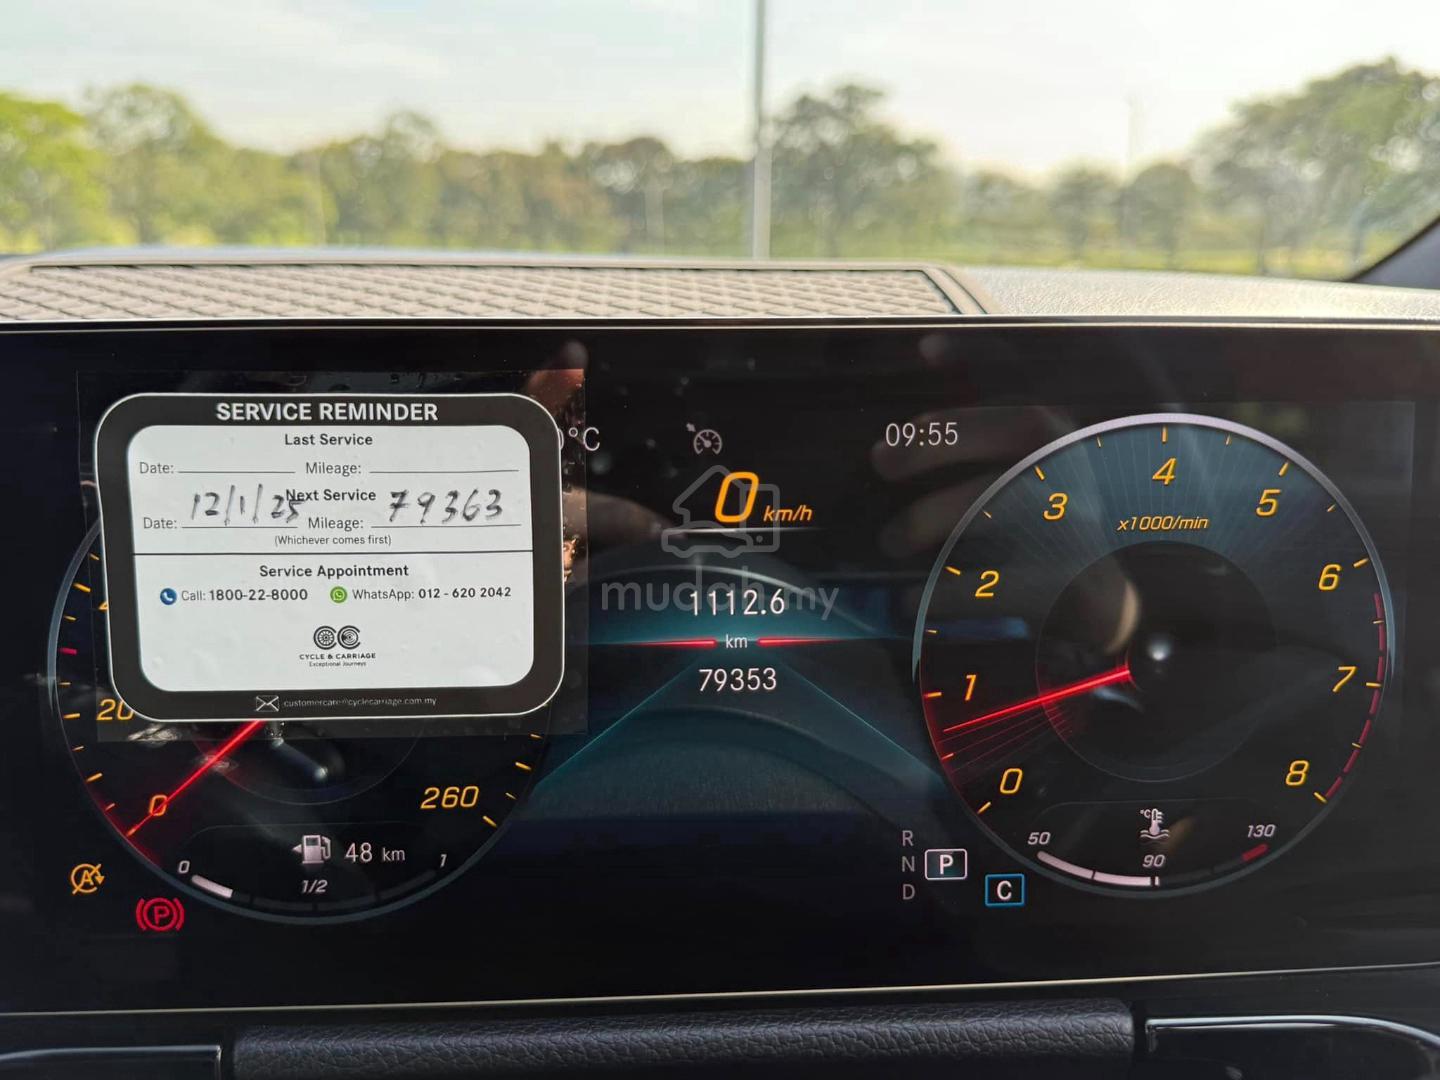 SERVICE REMINDER
Last Service
Date: Mileage:
Next Service
Date: 12/1/25 Mileage: 79363
(Whichever comes first)
Service Appointment
Call: 1800-22-8000 WhatsApp: 012 - 620 2042
CYCLE & CARRIAGE
Exceptional Journeys
customercare@cyclecarriage.com.my
°C
09:55
0 km/h
mudah.my
1112.6
km
79353
20
0
260
48 km
0
1/2
1
A
(P)
R
N
D
P
C
x1000/min
0
1
2
3
4
5
6
7
8
°C
50
90
130